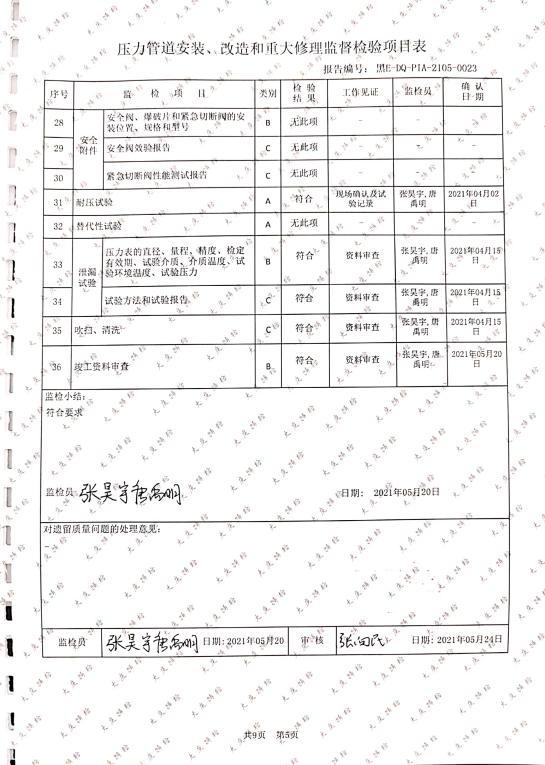 压力管道安装、改造和重大修理监督检验项目表
报告编号：黑E-DQ-PIA-2105-0023
序号 监检项目 类别 检验结果 工作见证 监检员 确认日期
28 安全附件 安全阀、爆破片和紧急切断阀的安装位置、规格和型号 B 无此项 - - -
29 安全阀效验报告 C 无此项 - - -
30 紧急切断阀性能测试报告 C 无此项 - - -
31 耐压试验 A 符合 现场确认及试验记录 张昊宇,唐禹明 2021年04月02日
32 替代性试验 A 无此项 - - -
33 泄漏试验 压力表的直径、量程、精度、检定有效期、试验介质、介质温度、试验环境温度、试验压力 B 符合 资料审查 张昊宇,唐禹明 2021年04月15日
34 试验方法和试验报告 C 符合 资料审查 张昊宇,唐禹明 2021年04月15日
35 吹扫、清洗 C 符合 资料审查 张昊宇,唐禹明 2021年04月15日
36 竣工资料审查 B 符合 资料审查 张昊宇,唐禹明 2021年05月20日
监检小结：
符合要求
监检员 张昊宇 唐禹明 日期： 2021年05月20日
对遗留质量问题的处理意见：
-
监检员 张昊宇 唐禹明 日期：2021年05月20 审 核 张向民 日期：2021年05月24日
共9页 第5页